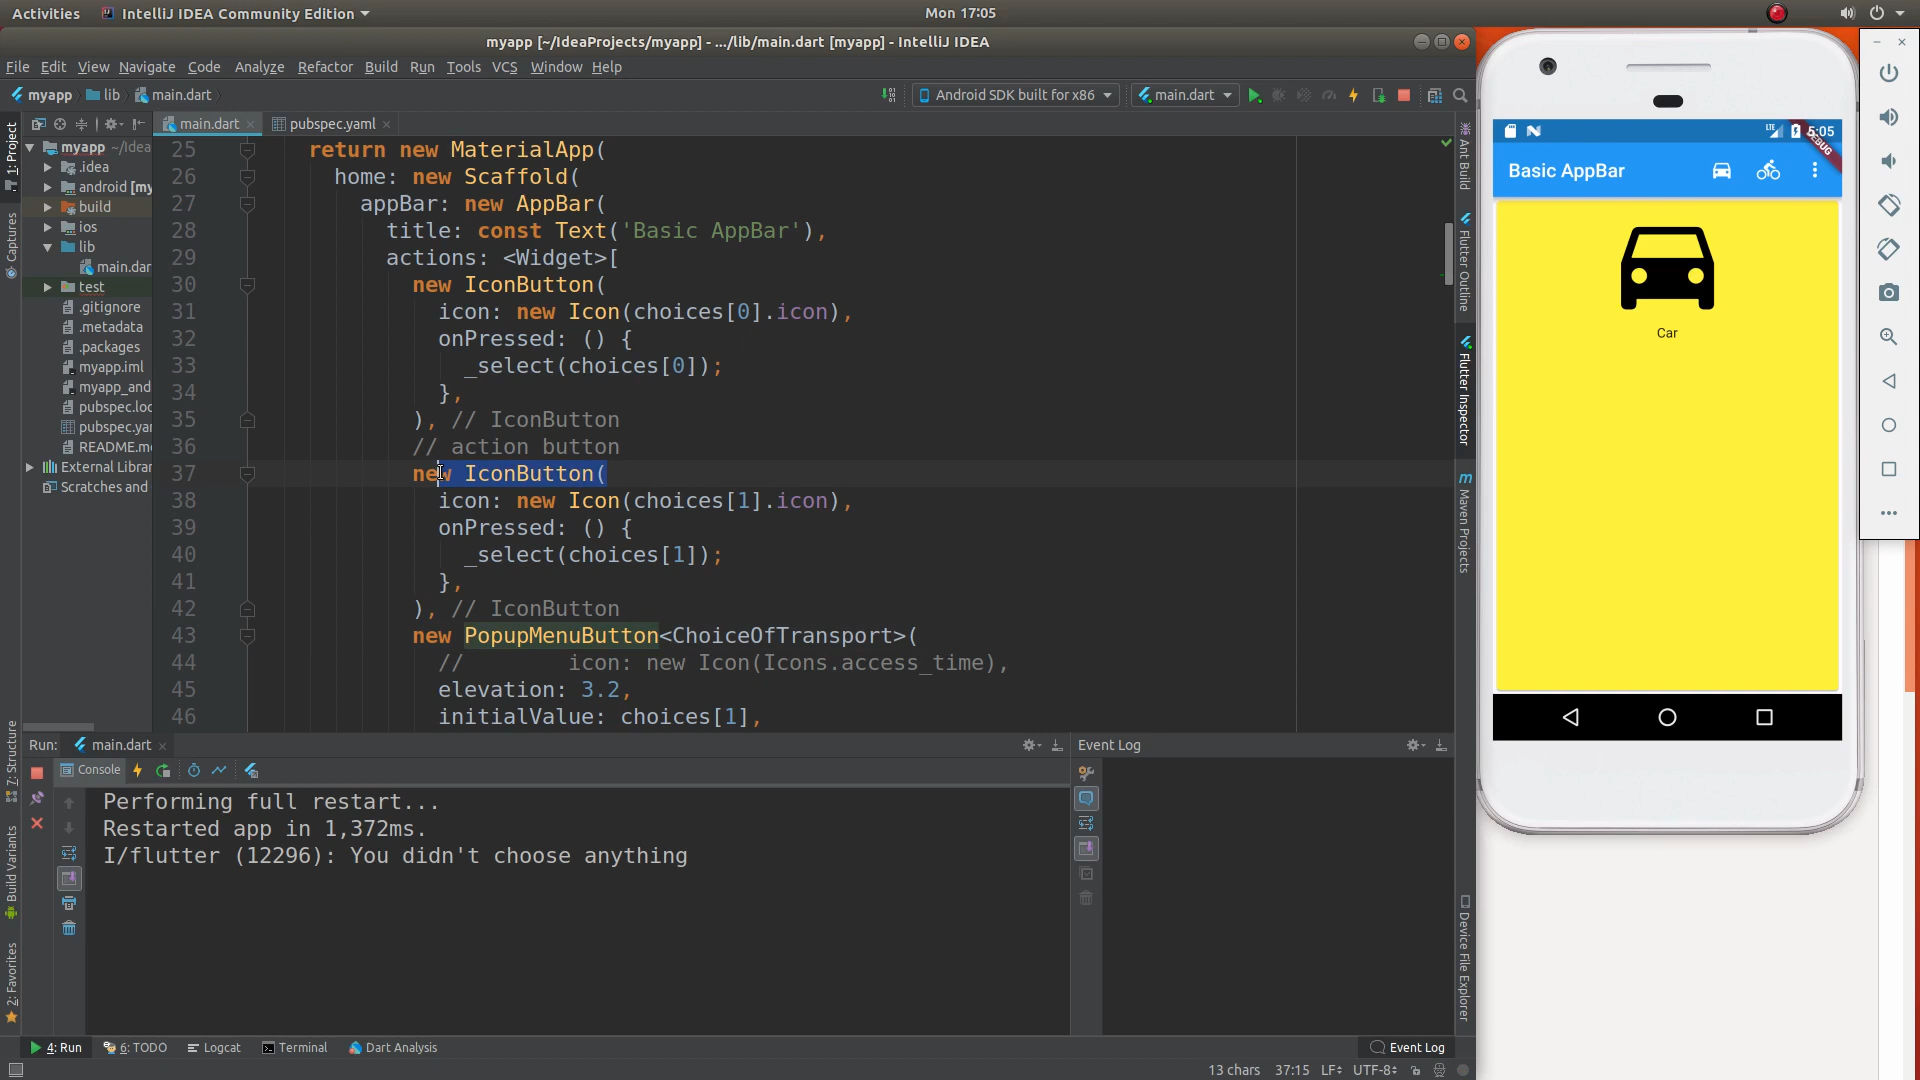 Activities
IntelliJ IDEA Community Edition
Mon 17:05
myapp [~/IdeaProjects/myapp] - .../lib/main.dart [myapp] - IntelliJ IDEA
File Edit View Navigate Code Analyze Refactor Build Run Tools VCS Window Help
myapp lib main.dart
Android SDK built for x86
main.dart
1: Project
Captures
7: Structure
Build Variants
2: Favorites
myapp ~/Idea
.idea
android [my
build
ios
lib
main.dar
test
.gitignore
.metadata
.packages
myapp.iml
myapp_and
pubspec.loc
pubspec.yar
README.m
External Librar
Scratches and
main.dart
pubspec.yaml
25 return new MaterialApp(
26 home: new Scaffold(
27 appBar: new AppBar(
28 title: const Text('Basic AppBar'),
29 actions: <Widget>[
30 new IconButton(
31 icon: new Icon(choices[0].icon),
32 onPressed: () {
33 _select(choices[0]);
34 },
35 ), // IconButton
36 // action button
37 new IconButton(
38 icon: new Icon(choices[1].icon),
39 onPressed: () {
40 _select(choices[1]);
41 },
42 ), // IconButton
43 new PopupMenuButton<ChoiceOfTransport>(
44 // icon: new Icon(Icons.access_time),
45 elevation: 3.2,
46 initialValue: choices[1],
Ant Build
Flutter Outline
Flutter Inspector
Maven Projects
Device File Explorer
LTE
5:05
DEBUG
Basic AppBar
Car
Run: main.dart
Console
Performing full restart...
Restarted app in 1,372ms.
I/flutter (12296): You didn't choose anything
Event Log
4: Run
6: TODO
Logcat
Terminal
Dart Analysis
Event Log
13 chars 37:15 LF÷ UTF-8÷